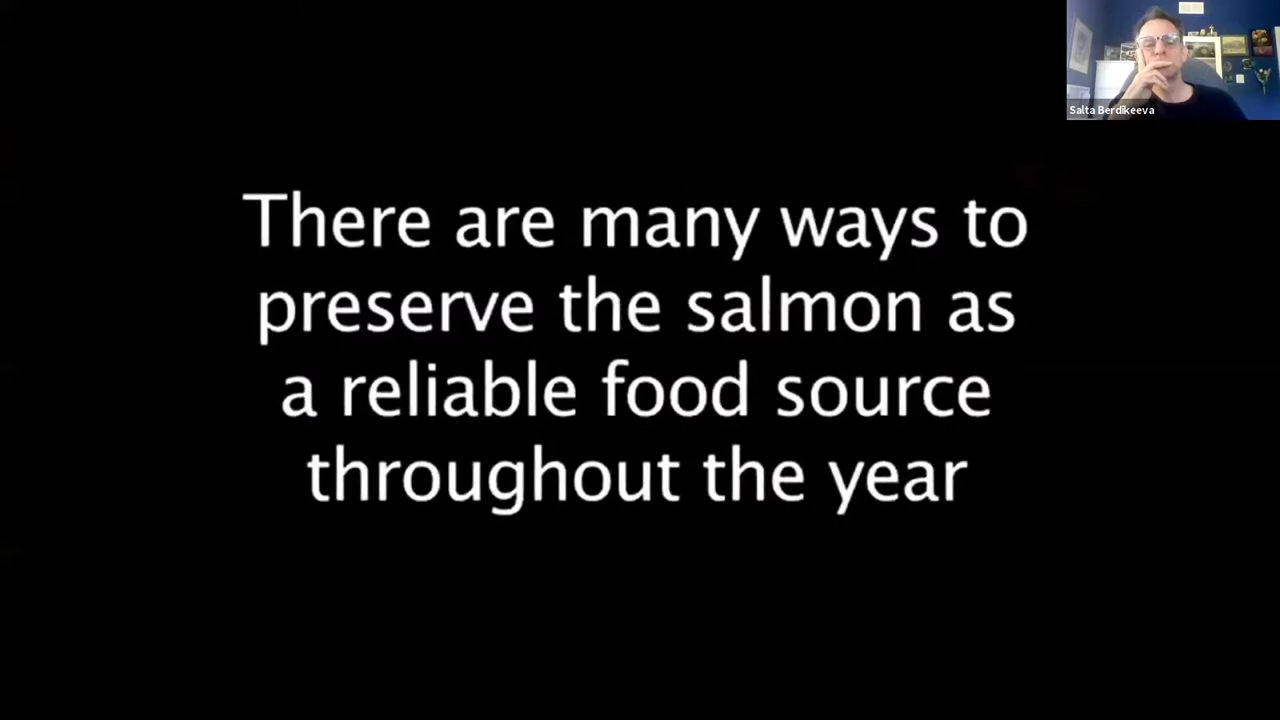 Salta Berdikeeva
There are many ways to
preserve the salmon as
a reliable food source
throughout the year